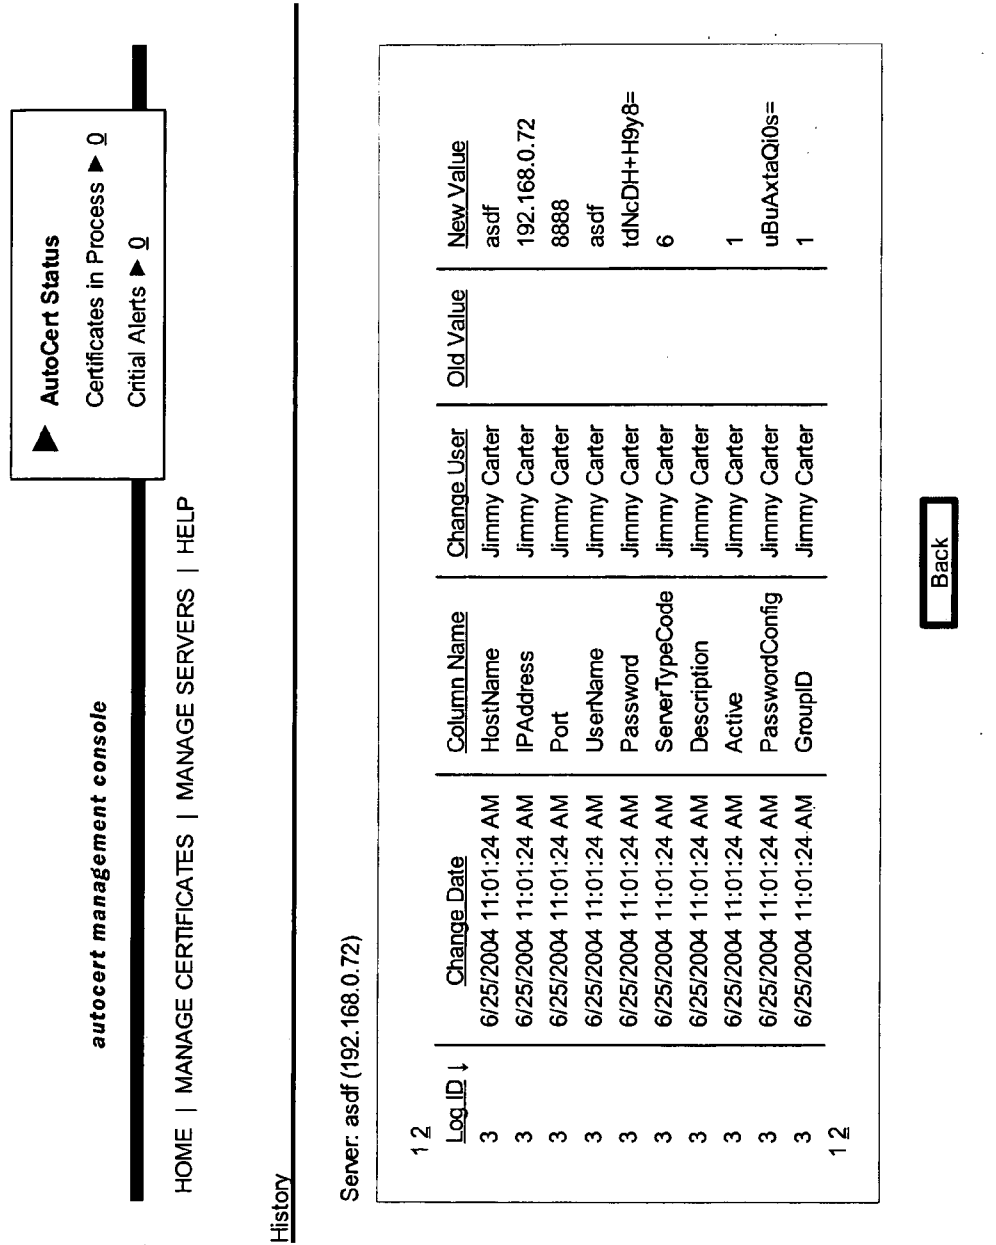 autocert management console
▶ AutoCert Status
Certificates in Process ▶ 0
Critial Alerts ▶ 0
HOME | MANAGE CERTIFICATES | MANAGE SERVERS | HELP
History
Server: asdf (192.168.0.72)
1 2
Log ID ↓ Change Date Column Name Change User Old Value New Value
3 6/25/2004 11:01:24 AM HostName Jimmy Carter asdf
3 6/25/2004 11:01:24 AM IPAddress Jimmy Carter 192.168.0.72
3 6/25/2004 11:01:24 AM Port Jimmy Carter 8888
3 6/25/2004 11:01:24 AM UserName Jimmy Carter asdf
3 6/25/2004 11:01:24 AM Password Jimmy Carter tdNcDH+H9y8=
3 6/25/2004 11:01:24 AM ServerTypeCode Jimmy Carter 6
3 6/25/2004 11:01:24 AM Description Jimmy Carter
3 6/25/2004 11:01:24 AM Active Jimmy Carter 1
3 6/25/2004 11:01:24 AM PasswordConfig Jimmy Carter uBuAxtaQi0s=
3 6/25/2004 11:01:24 AM GroupID Jimmy Carter 1
1 2
Back